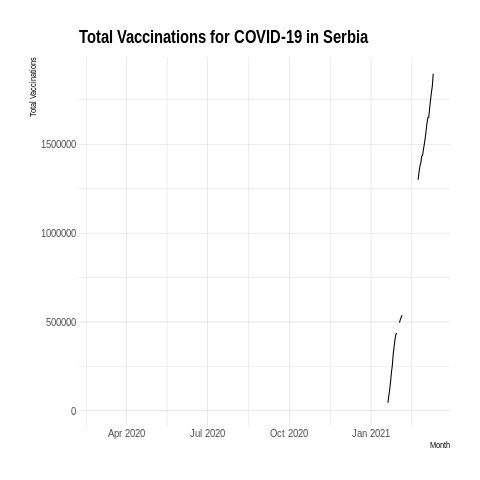 Total Vaccinations for COVID-19 in Serbia
Total Vaccinations
1500000
1000000
500000
0
Apr 2020
Jul 2020
Oct 2020
Jan 2021
Month